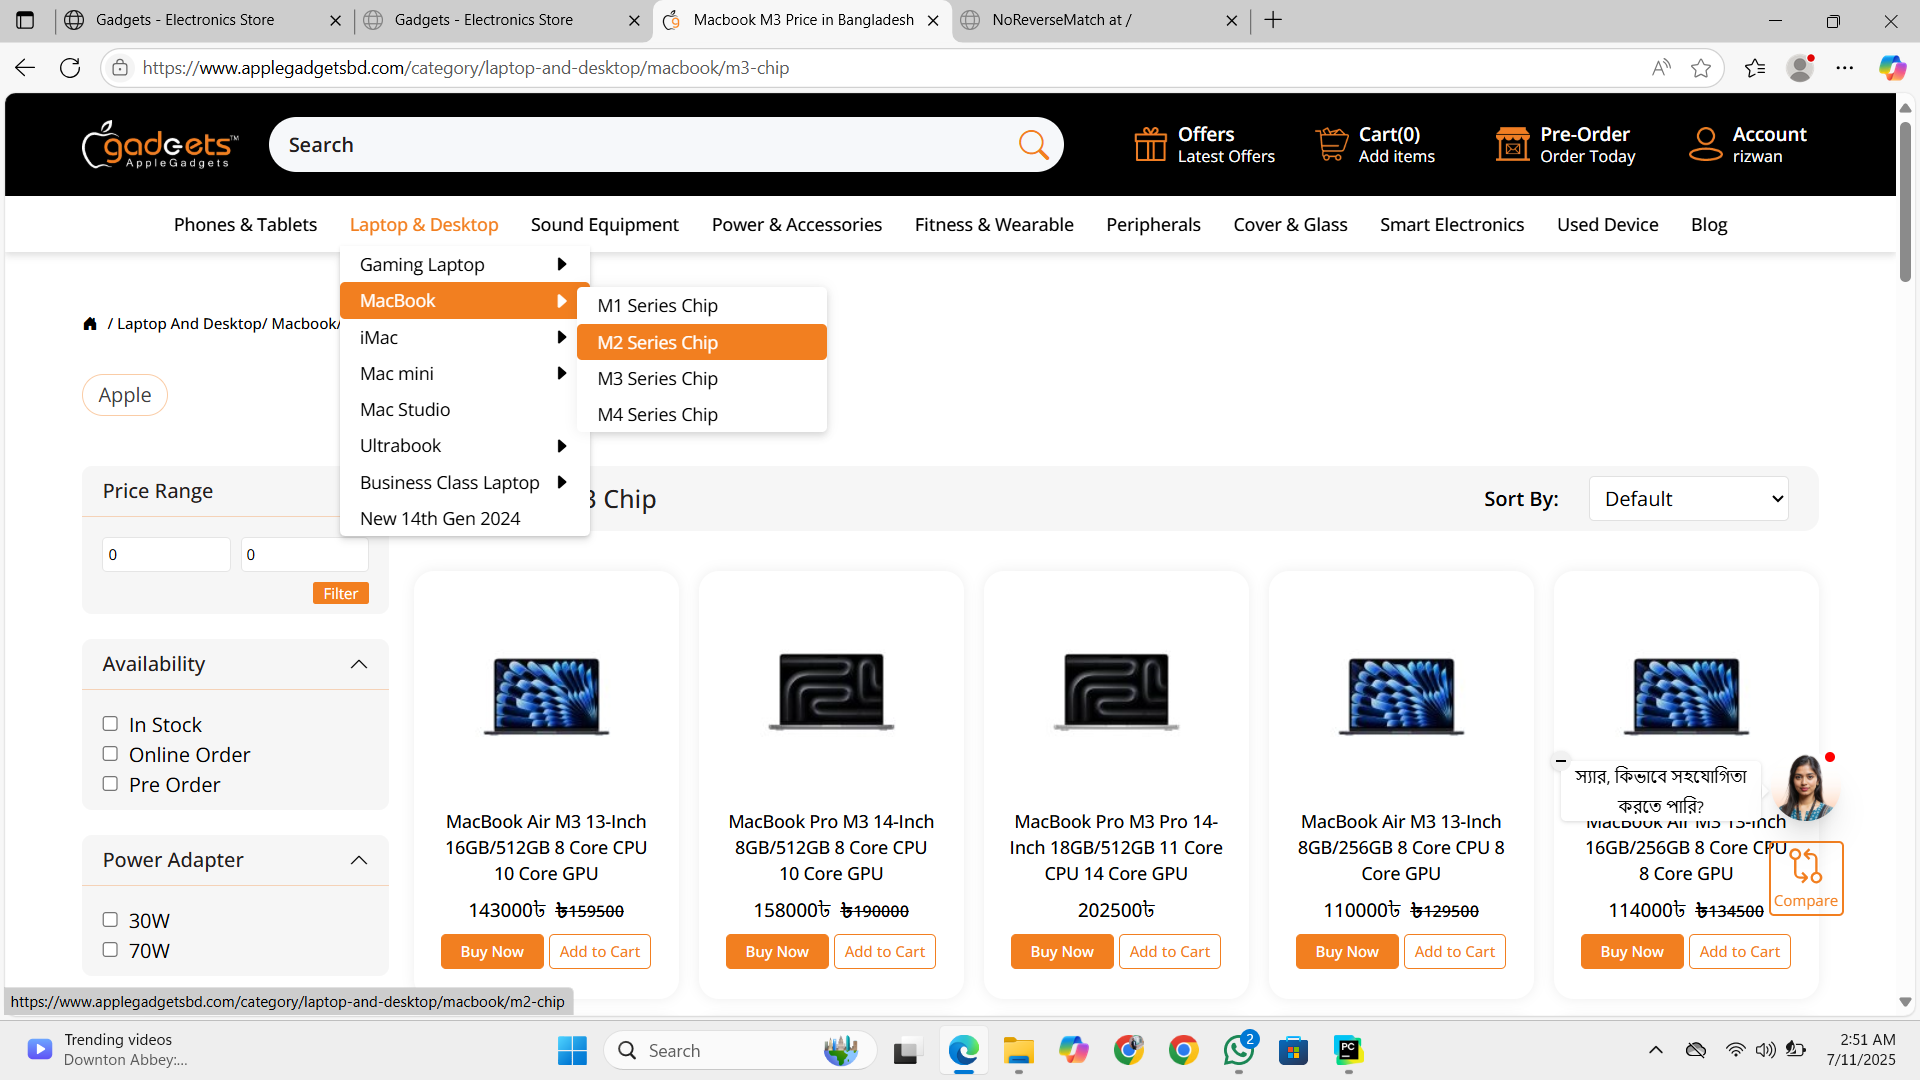 Gadgets - Electronics Store
Gadgets - Electronics Store
Macbook M3 Price in Bangladesh
NoReverseMatch at /
https://www.applegadgetsbd.com/category/laptop-and-desktop/macbook/m3-chip
gadgets™
AppleGadgets
Search
Offers
Latest Offers
Cart(0)
Add items
Pre-Order
Order Today
Account
rizwan
Phones & Tablets
Laptop & Desktop
Sound Equipment
Power & Accessories
Fitness & Wearable
Peripherals
Cover & Glass
Smart Electronics
Used Device
Blog
Gaming Laptop
MacBook
iMac
Mac mini
Mac Studio
Ultrabook
Business Class Laptop
New 14th Gen 2024
M1 Series Chip
M2 Series Chip
M3 Series Chip
M4 Series Chip
/ Laptop And Desktop/ Macbook/
Apple
Price Range
0
0
Filter
3 Chip
Sort By:
Default
Availability
In Stock
Online Order
Pre Order
Power Adapter
30W
70W
MacBook Air M3 13-Inch
16GB/512GB 8 Core CPU
10 Core GPU
143000৳ ৳159500
Buy Now
Add to Cart
MacBook Pro M3 14-Inch
8GB/512GB 8 Core CPU
10 Core GPU
158000৳ ৳190000
Buy Now
Add to Cart
MacBook Pro M3 Pro 14-
Inch 18GB/512GB 11 Core
CPU 14 Core GPU
202500৳
Buy Now
Add to Cart
MacBook Air M3 13-Inch
8GB/256GB 8 Core CPU 8
Core GPU
110000৳ ৳129500
Buy Now
Add to Cart
MacBook Air M3 13-Inch
16GB/256GB 8 Core CPU
8 Core GPU
114000৳ ৳134500
Buy Now
Add to Cart
স্যার, কিভাবে সহযোগিতা
করতে পারি?
Compare
https://www.applegadgetsbd.com/category/laptop-and-desktop/macbook/m2-chip
Trending videos
Downton Abbey:...
Search
PC
2
2:51 AM
7/11/2025